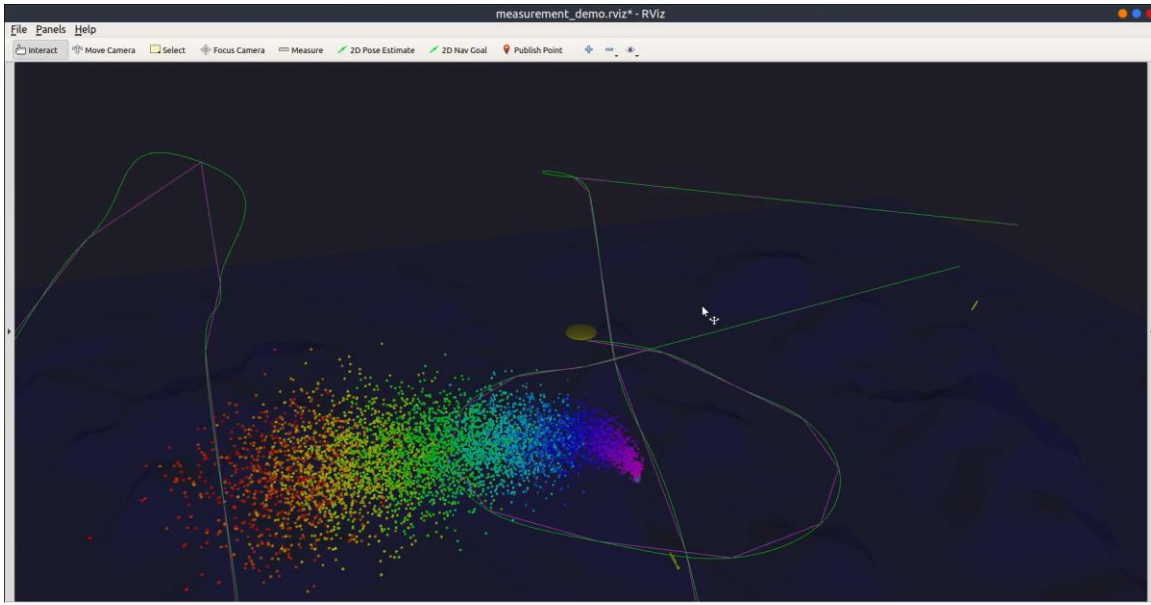 measurement_demo.rviz* - RViz
File Panels Help
Interact Move Camera Select Focus Camera Measure 2D Pose Estimate 2D Nav Goal Publish Point